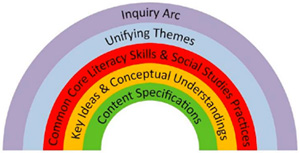 Inquiry Arc
Unifying Themes
Common Core Literacy Skills & Social Studies Practices
Key Ideas & Conceptual Understandings
Content Specifications